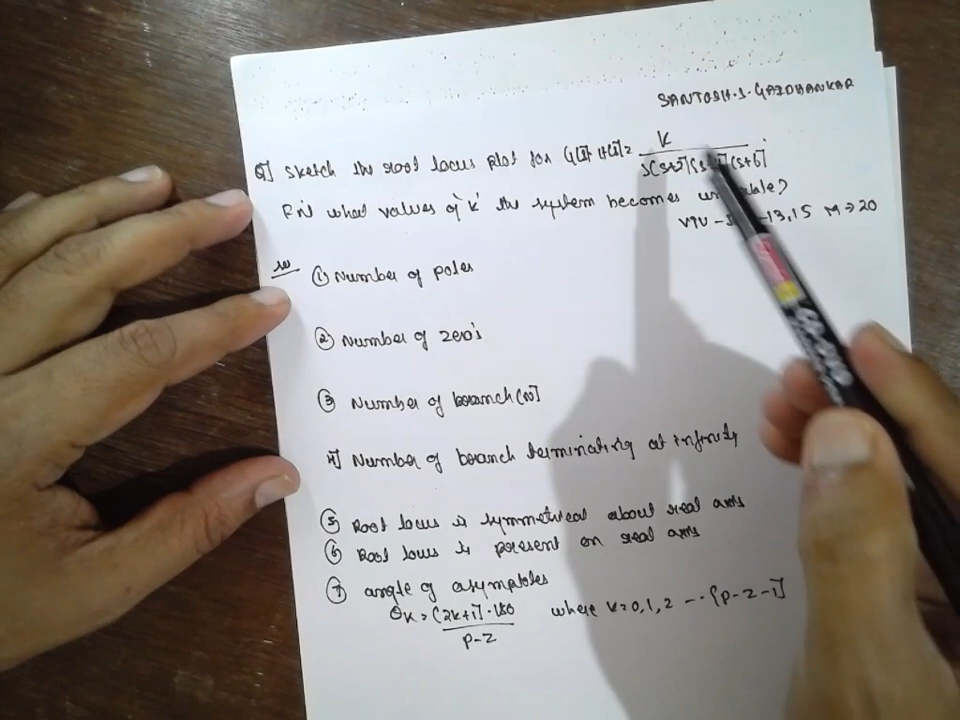 SANTOSH.S.GAIDHANKAR
Q] Sketch the root locus plot for G[s] H[s] = K
S[s+2][s+ ][s+6]
For what values of 'K' the system becomes
VTU - -13,15 M→20
① Number of poles
② Number of zero's
③ Number of branch [∞]
4] Number of branch terminating at infinity
⑤ Root locus is symmetrical about real axis
⑥ Root locus is present on real axis
⑦ angle of asymptotes
θK = [2K+1]·180 where K=0,1,2 --- [P-Z-1]
P-Z